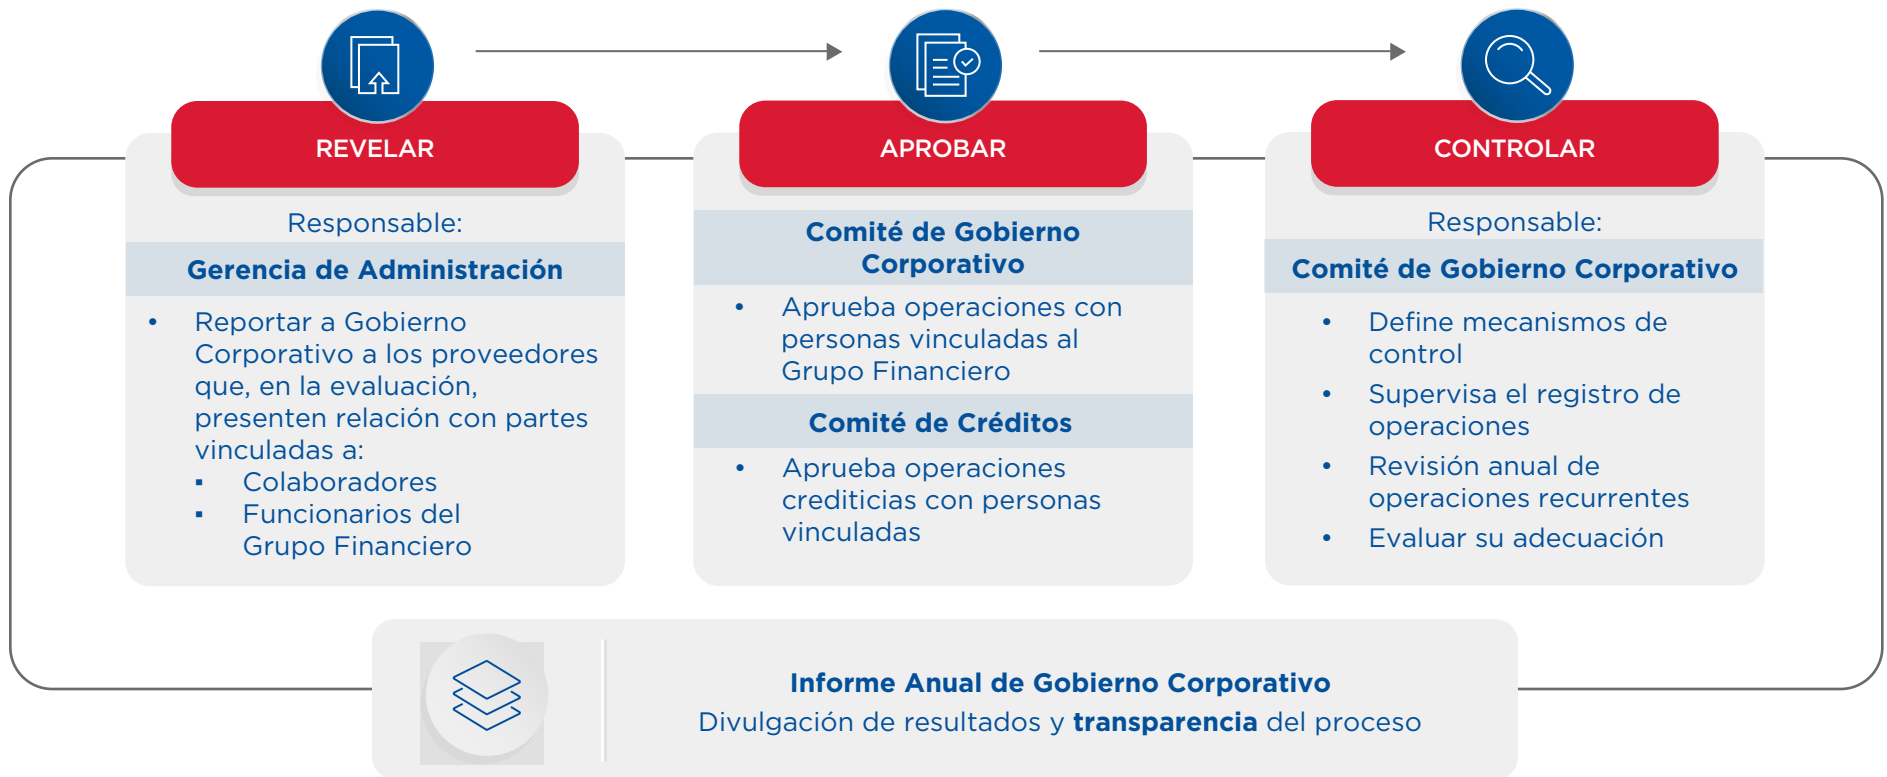 REVELAR
Responsable:
Gerencia de Administración
• Reportar a Gobierno
Corporativo a los proveedores
que, en la evaluación,
presenten relación con partes
vinculadas a:
▪ Colaboradores
▪ Funcionarios del
Grupo Financiero
APROBAR
Comité de Gobierno
Corporativo
• Aprueba operaciones con
personas vinculadas al
Grupo Financiero
Comité de Créditos
• Aprueba operaciones
crediticias con personas
vinculadas
CONTROLAR
Responsable:
Comité de Gobierno Corporativo
• Define mecanismos de
control
• Supervisa el registro de
operaciones
• Revisión anual de
operaciones recurrentes
• Evaluar su adecuación
Informe Anual de Gobierno Corporativo
Divulgación de resultados y transparencia del proceso